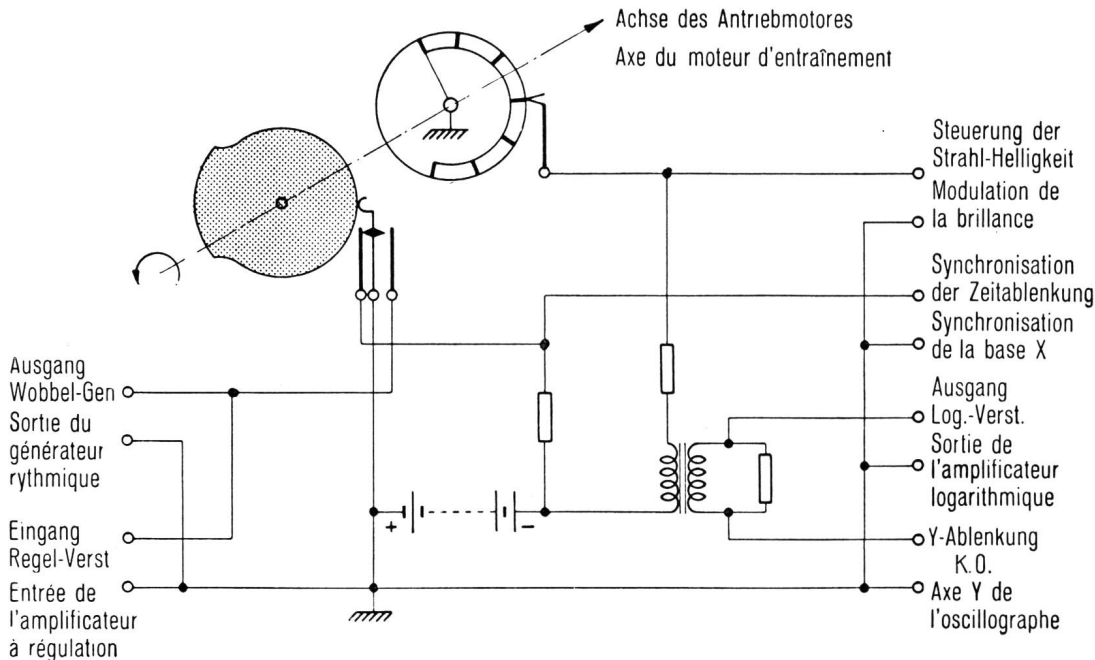 Achse des Antriebmotores
Axe du moteur d'entraînement
Steuerung der
Strahl-Helligkeit
Modulation de
la brillance
Synchronisation
der Zeitablenkung
Synchronisation
de la base X
Ausgang
Log.-Verst.
Sortie de
l'amplificateur
logarithmique
Y-Ablenkung
K.O.
Axe Y de
l'oscillographe
Ausgang
Wobbel-Gen
Sortie du
générateur
rythmique
Eingang
Regel-Verst
Entrée de
l'amplificateur
à régulation
+ −